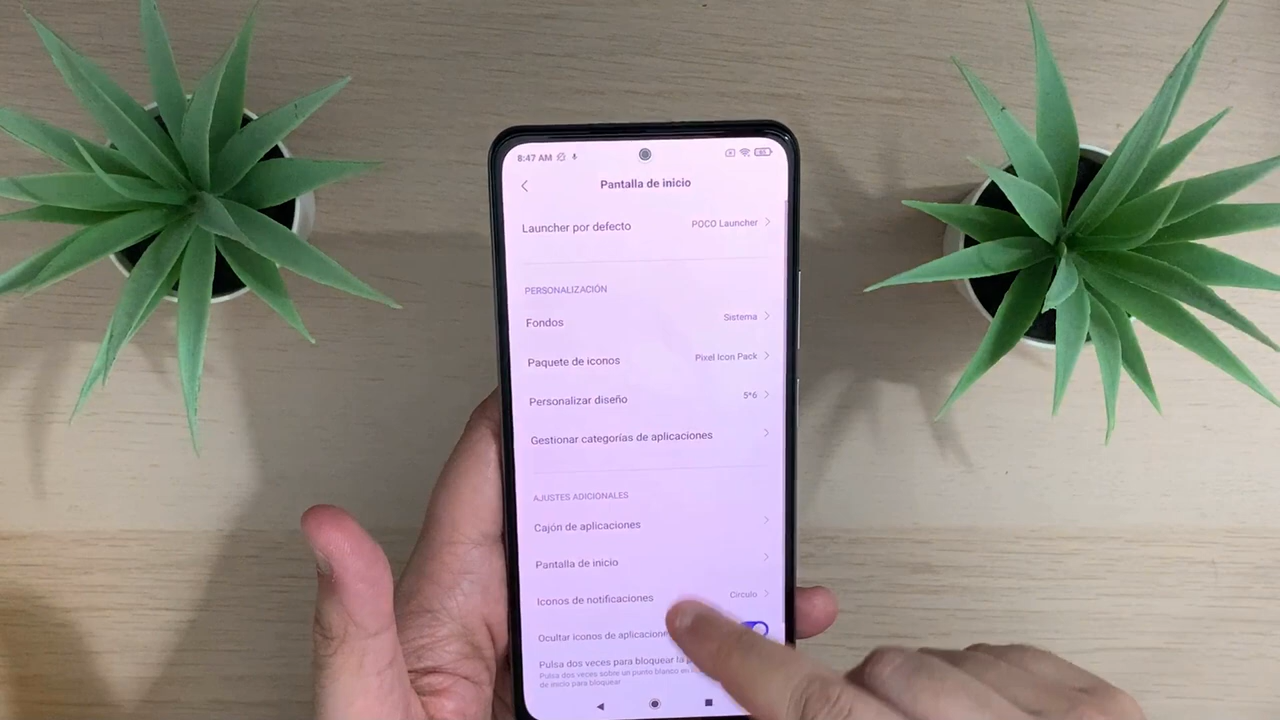 8:47 AM
Pantalla de inicio
Launcher por defecto POCO Launcher
PERSONALIZACIÓN
Fondos Sistema
Paquete de iconos Pixel Icon Pack
Personalizar diseño 5*6
Gestionar categorías de aplicaciones
AJUSTES ADICIONALES
Cajón de aplicaciones
Pantalla de inicio
Iconos de notificaciones Círculo
Ocultar iconos de
Pulsa dos veces para bloquear la
Pulsa dos veces sobre un punto blanco en
de inicio para bloquear